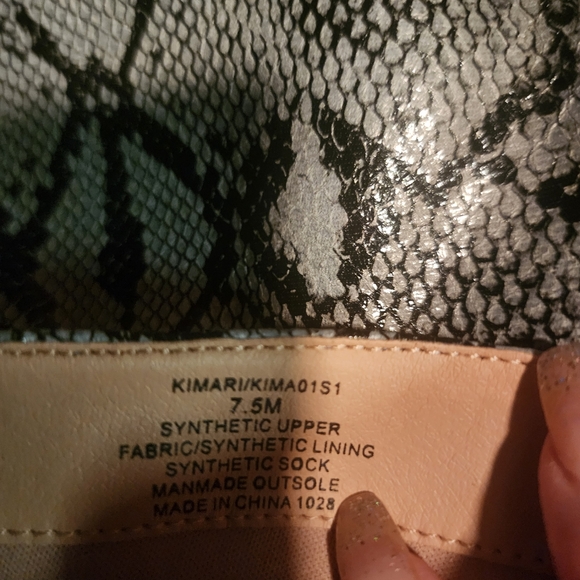 KIMARI/KIMA01S1
7.5M
SYNTHETIC UPPER
FABRIC/SYNTHETIC LINING
SYNTHETIC SOCK
MANMADE OUTSOLE
MADE IN CHINA 1028